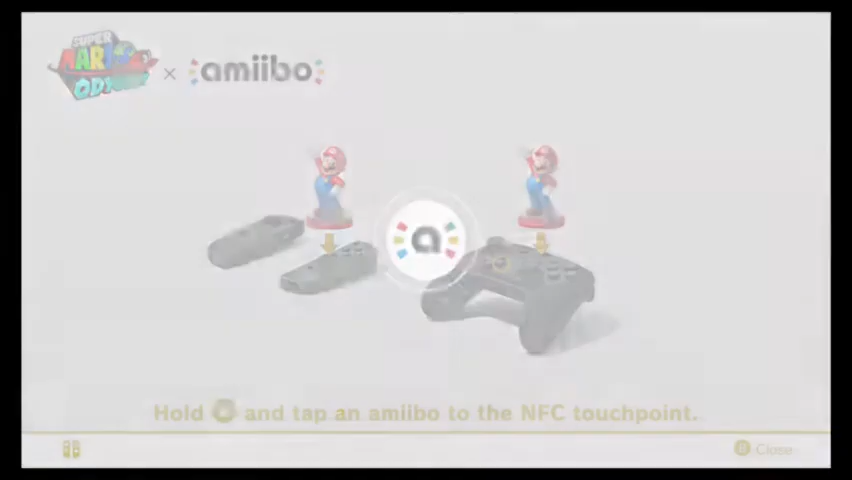 SUPER
MARIO
ODYSSEY
× amiibo
a
Hold and tap an amiibo to the NFC touchpoint.
B Close